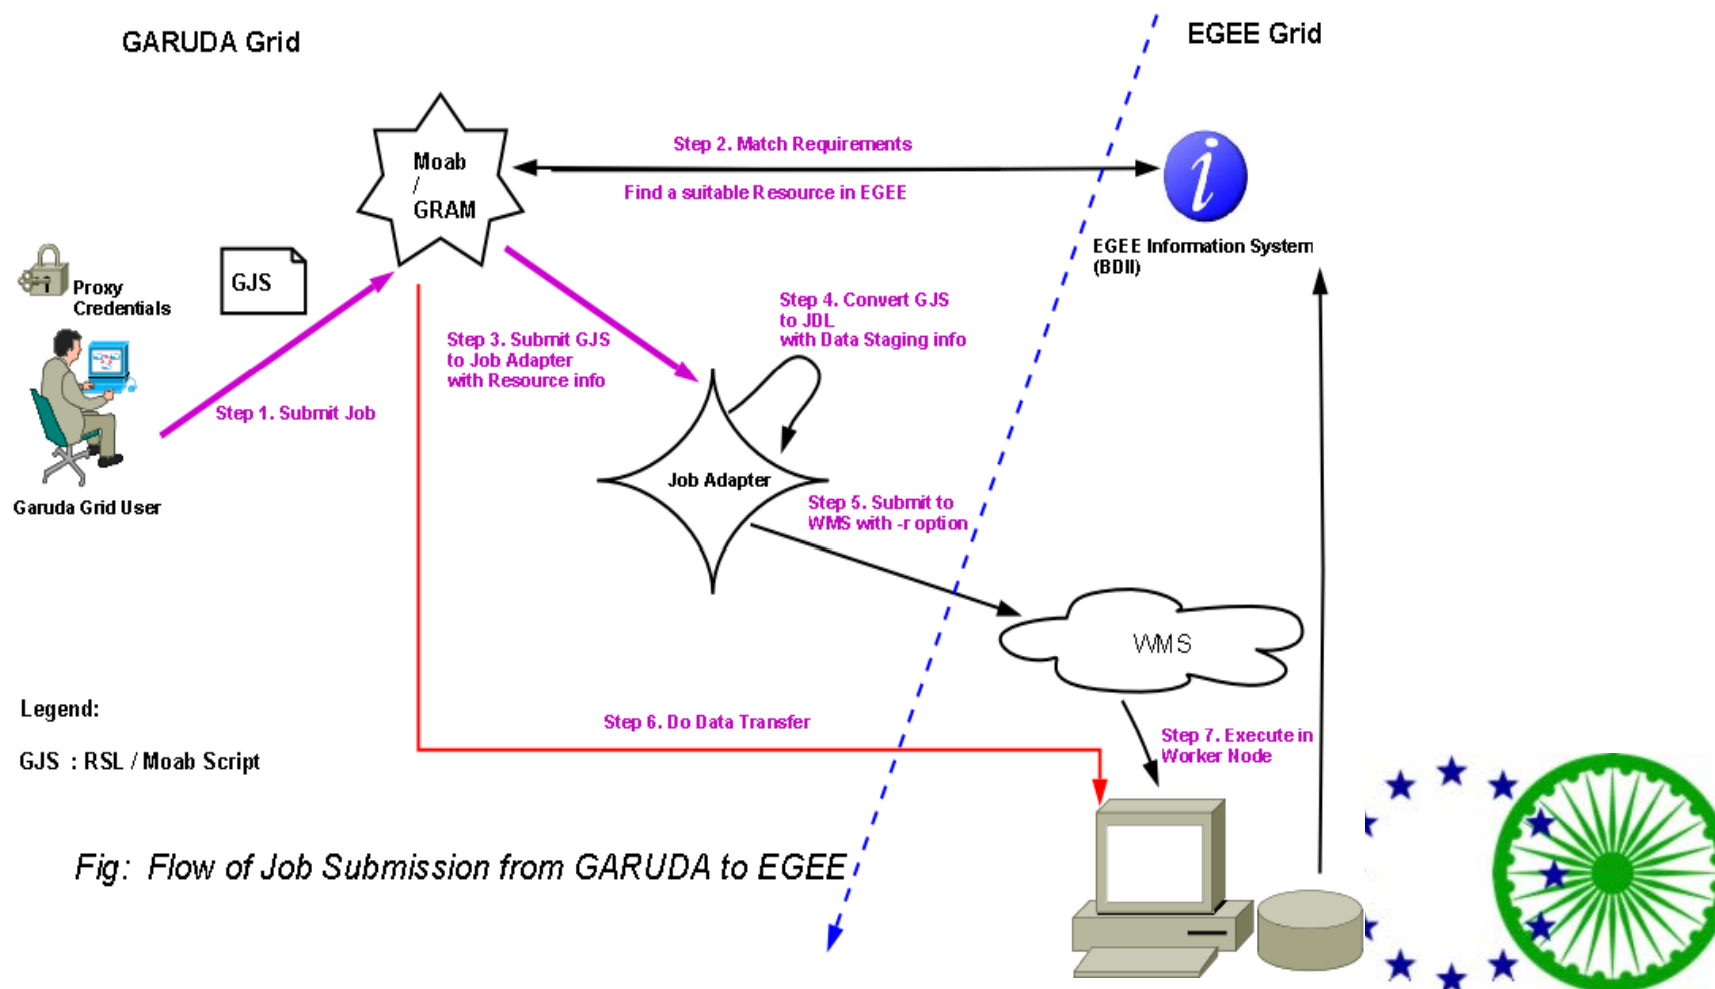 GARUDA Grid
EGEE Grid
Moab
/
GRAM
Step 2. Match Requirements
Find a suitable Resource in EGEE
i
EGEE Information System
(BDII)
Proxy
Credentials
GJS
Step 1. Submit Job
Garuda Grid User
Step 3. Submit GJS
to Job Adapter
with Resource info
Step 4. Convert GJS
to JDL
with Data Staging info
Job Adapter
Step 5. Submit to
WMS with -r option
WMS
Step 6. Do Data Transfer
Step 7. Execute in
Worker Node
Legend:
GJS : RSL / Moab Script
Fig: Flow of Job Submission from GARUDA to EGEE